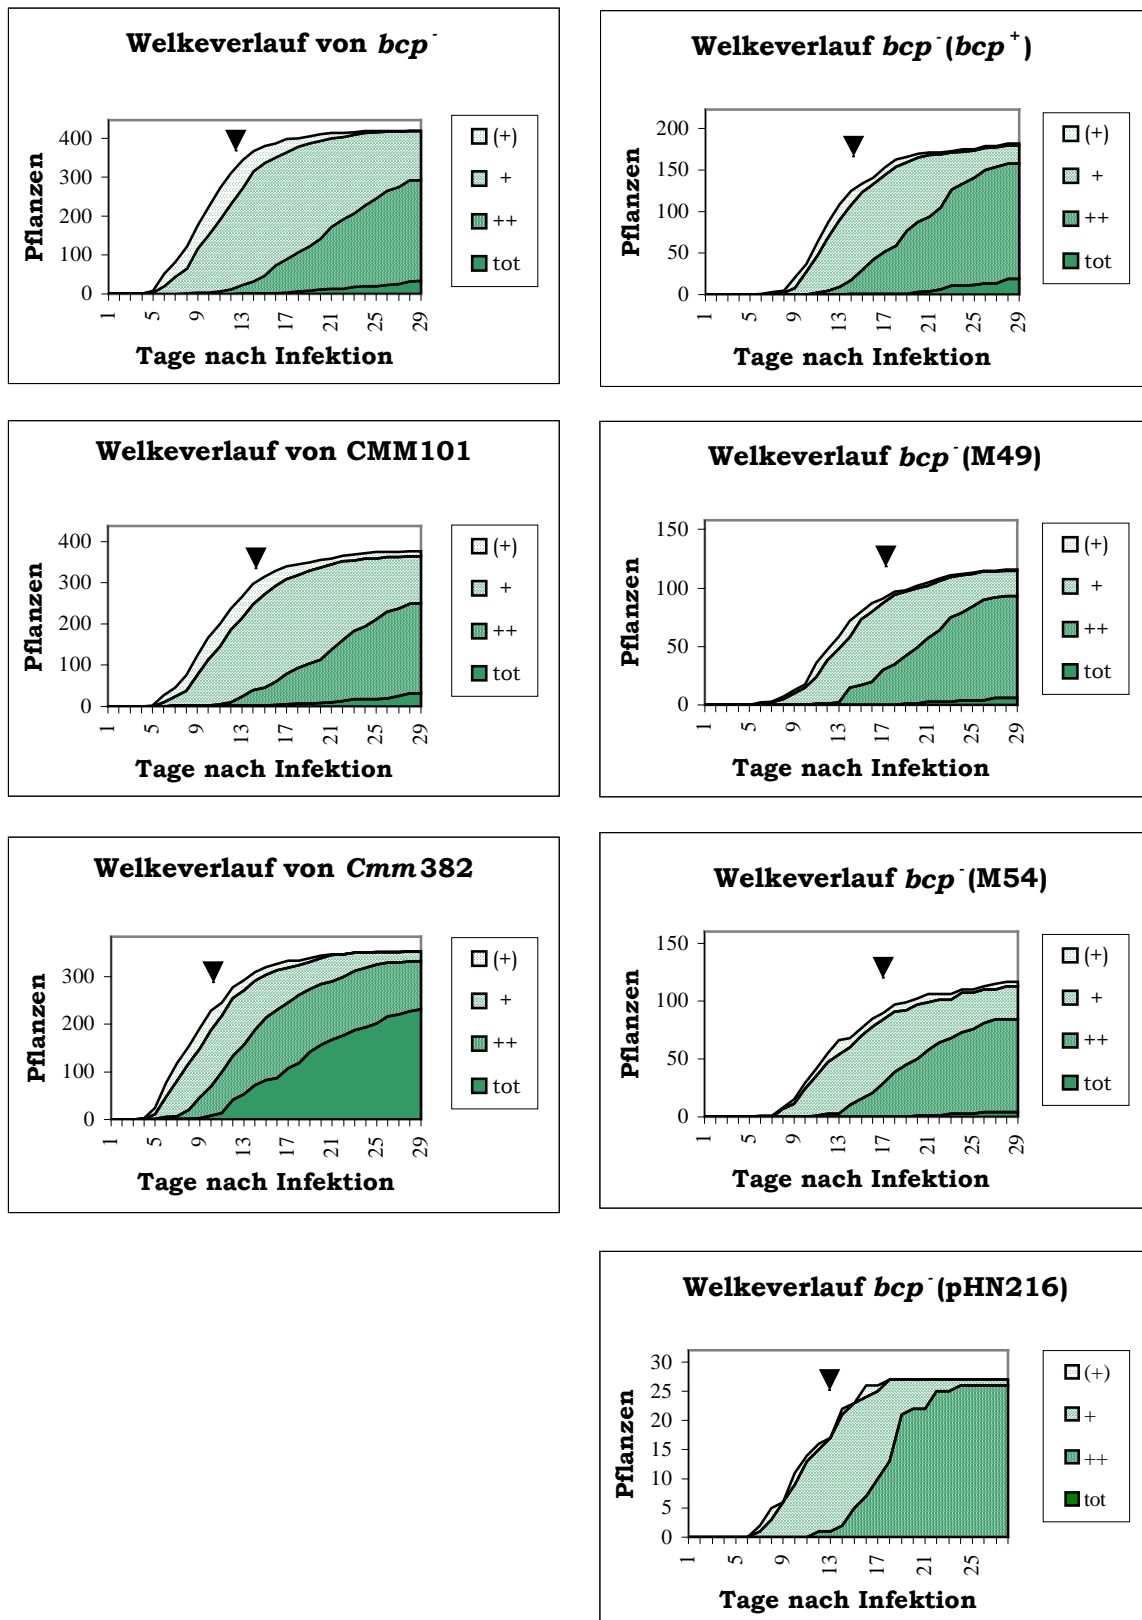 Welkeverlauf von bcp⁻
Pflanzen
400
300
200
100
0
1 5 9 13 17 21 25 29
Tage nach Infektion
(+)
+
++
tot
Welkeverlauf bcp⁻(bcp⁺)
Pflanzen
200
150
100
50
0
1 5 9 13 17 21 25 29
Tage nach Infektion
(+)
+
++
tot
Welkeverlauf von CMM101
Pflanzen
400
300
200
100
0
1 5 9 13 17 21 25 29
Tage nach Infektion
(+)
+
++
tot
Welkeverlauf bcp⁻(M49)
Pflanzen
150
100
50
0
1 5 9 13 17 21 25 29
Tage nach Infektion
(+)
+
++
tot
Welkeverlauf von Cmm382
Pflanzen
300
200
100
0
1 5 9 13 17 21 25 29
Tage nach Infektion
(+)
+
++
tot
Welkeverlauf bcp⁻(M54)
Pflanzen
150
100
50
0
1 5 9 13 17 21 25 29
Tage nach Infektion
(+)
+
++
tot
Welkeverlauf bcp⁻(pHN216)
Pflanzen
30
25
20
15
10
5
0
1 5 9 13 17 21 25
Tage nach Infektion
(+)
+
++
tot